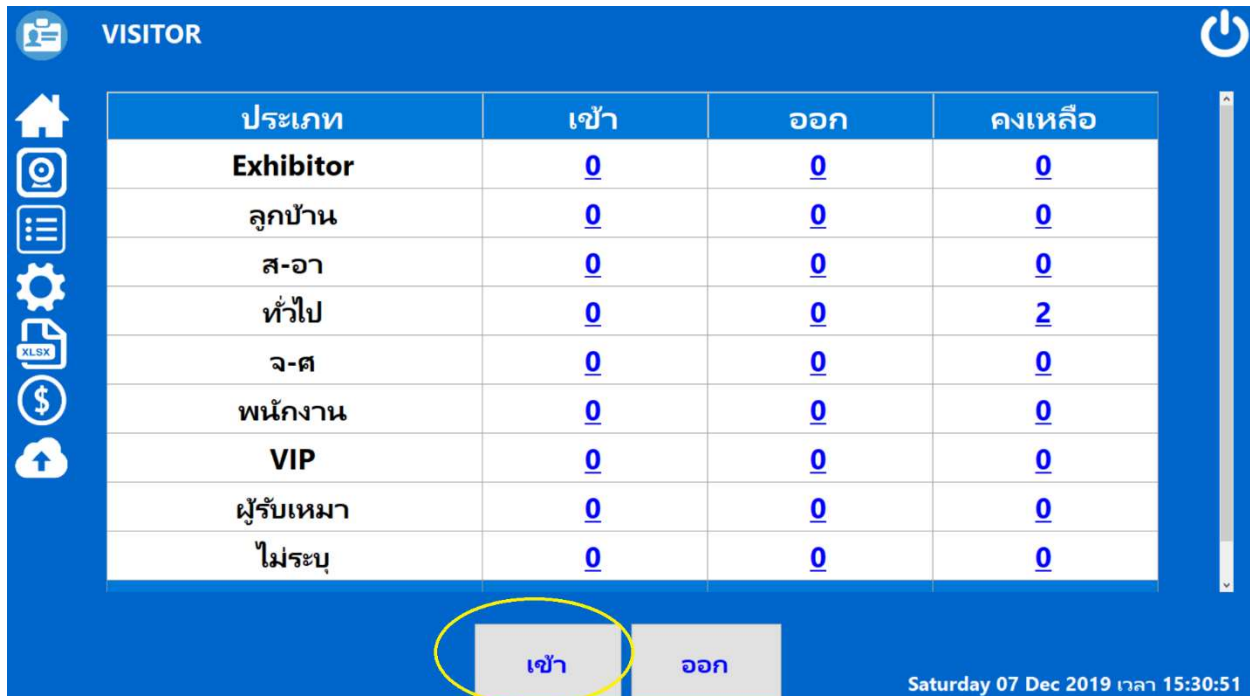 VISITOR
ประเภท เข้า ออก คงเหลือ
Exhibitor 0 0 0
ลูกบ้าน 0 0 0
ส-อา 0 0 0
ทั่วไป 0 0 2
จ-ศ 0 0 0
พนักงาน 0 0 0
VIP 0 0 0
ผู้รับเหมา 0 0 0
ไม่ระบุ 0 0 0
XLSX
$
เข้า ออก
Saturday 07 Dec 2019 เวลา 15:30:51